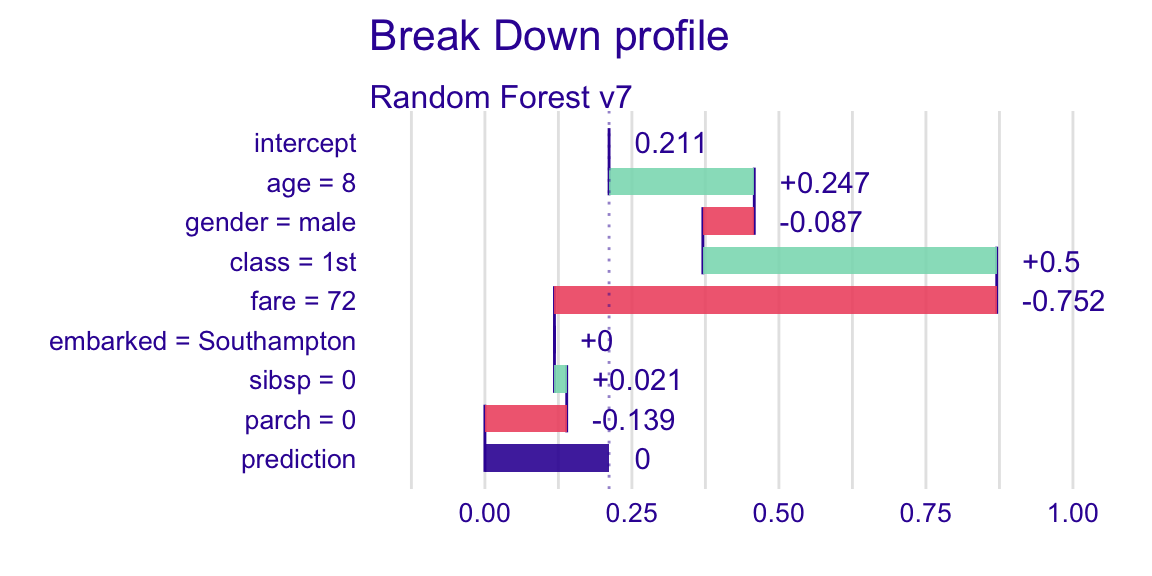 Break Down profile
Random Forest v7
intercept 0.211
age = 8 +0.247
gender = male -0.087
class = 1st +0.5
fare = 72 -0.752
embarked = Southampton +0
sibsp = 0 +0.021
parch = 0 -0.139
prediction 0
0.00 0.25 0.50 0.75 1.00